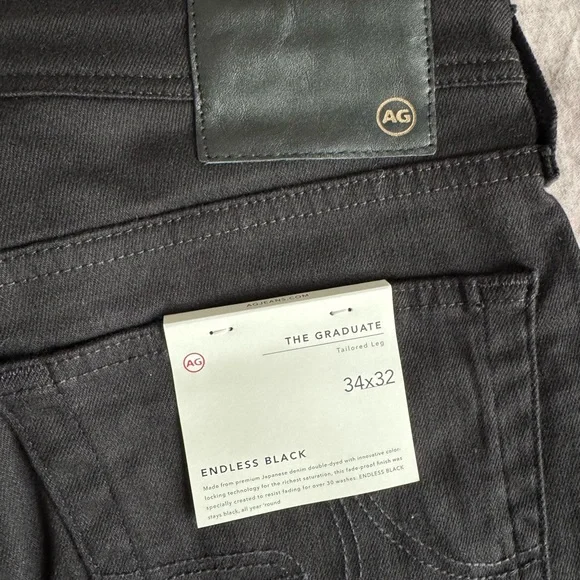 AG
AGJEANS.COM
THE GRADUATE
Tailored Leg
AG
34x32
ENDLESS BLACK
Made from premium Japanese denim double-dyed with innovative color-
locking technology for the richest saturation, this fade-proof finish was
specially created to resist fading for over 30 washes. ENDLESS BLACK
stays black, all year 'round